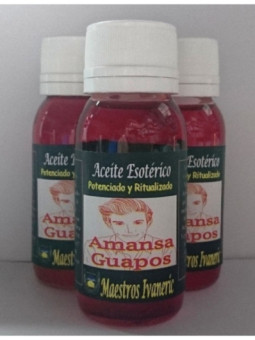 Aceite Esotérico
Potenciado y Ritualizado
Amansa
Guapos
Maestros Ivaneric